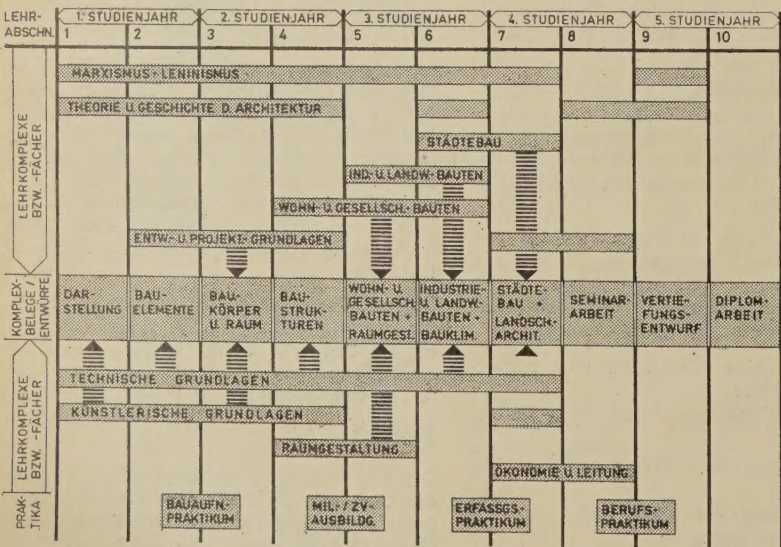 LEHR-
ABSCHN.
1. STUDIENJAHR
2. STUDIENJAHR
3. STUDIENJAHR
4. STUDIENJAHR
5. STUDIENJAHR
1 2 3 4 5 6 7 8 9 10
LEHRKOMPLEXE
BZW. -FÄCHER
MARXISMUS - LENINISMUS
THEORIE U. GESCHICHTE D. ARCHITEKTUR
STÄDTEBAU
IND.- U. LANDW.- BAUTEN
WOHN- U. GESELLSCH.- BAUTEN
ENTW.- U. PROJEKT.- GRUNDLAGEN
KOMPLEX-
BELEGE /
ENTWÜRFE
DAR-
STELLUNG
BAU-
ELEMENTE
BAU-
KÖRPER
U. RAUM
BAU-
STRUK-
TUREN
WOHN- U.
GESELLSCH.
BAUTEN +
RAUMGEST.
INDUSTRIE-
U. LANDW.-
BAUTEN +
BAUKLIM.
STÄDTE-
BAU +
LANDSCH.-
ARCHIT.
SEMINAR-
ARBEIT
VERTIE-
FUNGS-
ENTWURF
DIPLOM-
ARBEIT
LEHRKOMPLEXE
BZW. -FÄCHER
TECHNISCHE GRUNDLAGEN
KÜNSTLERISCHE GRUNDLAGEN
RAUMGESTALTUNG
ÖKONOMIE U. LEITUNG
PRAK-
TIKA
BAUAUFN.-
PRAKTIKUM
MIL.- / ZV-
AUSBILDG.
ERFASSGS.-
PRAKTIKUM
BERUFS-
PRAKTIKUM